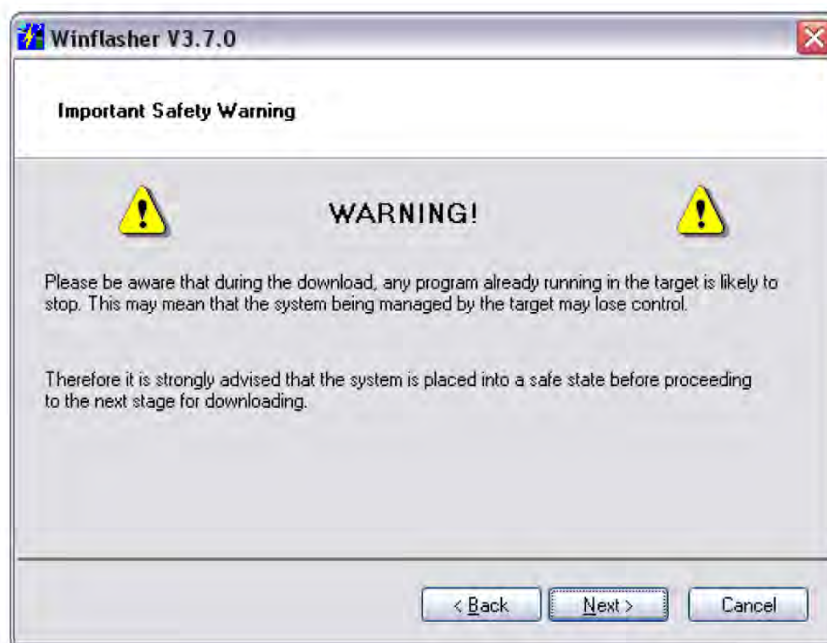 Winflasher V3.7.0
Important Safety Warning
WARNING!
Please be aware that during the download, any program already running in the target is likely to
stop. This may mean that the system being managed by the target may lose control.
Therefore it is strongly advised that the system is placed into a safe state before proceeding
to the next stage for downloading.
< Back
Next >
Cancel